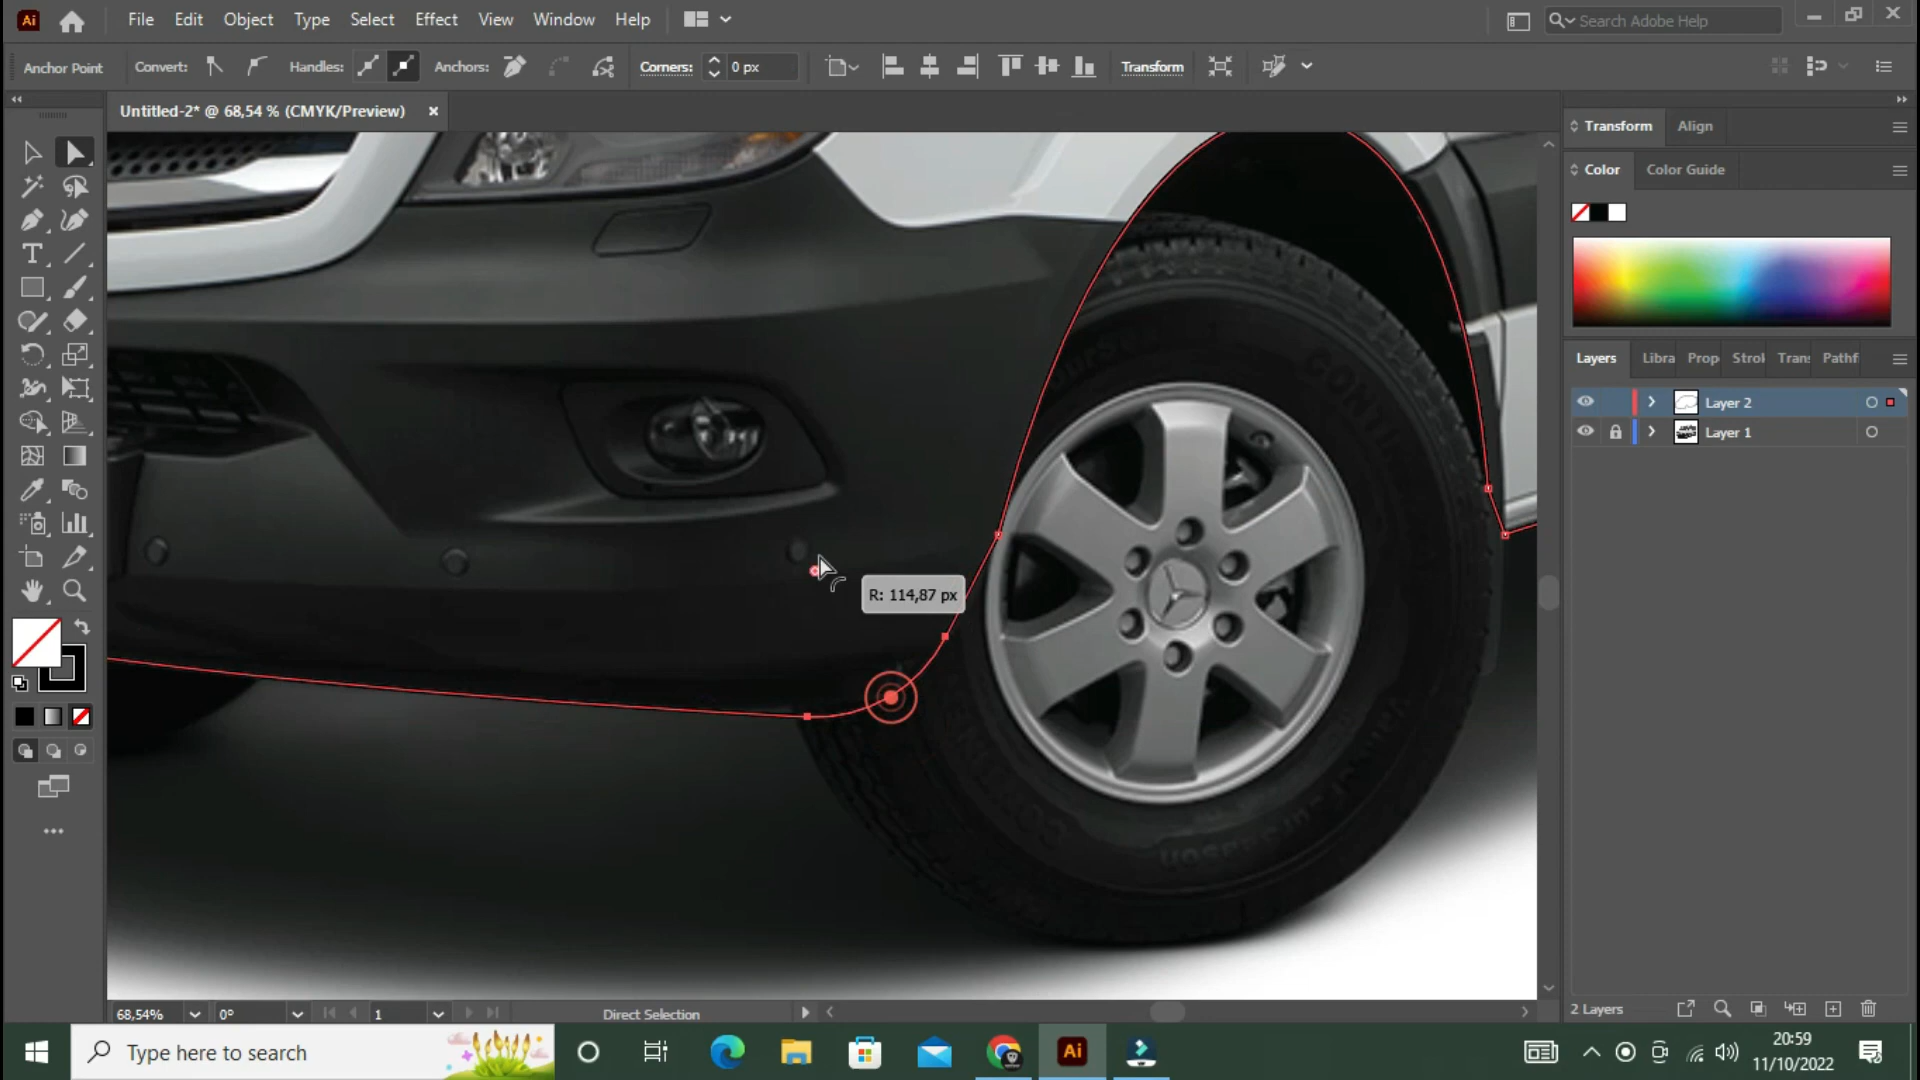 Ai File Edit Object Type Select Effect View Window Help Search Adobe Help
Anchor Point Convert: Handles: Anchors: Corners: 0 px Transform
Untitled-2* @ 68,54 % (CMYK/Preview)
Transform Align
Color Color Guide
Layers Libra Prop Strol Trans Pathf
Layer 2
Layer 1
R: 114,87 px
68,54% 0° 1 Direct Selection
2 Layers
Type here to search
Ai
20:59
11/10/2022